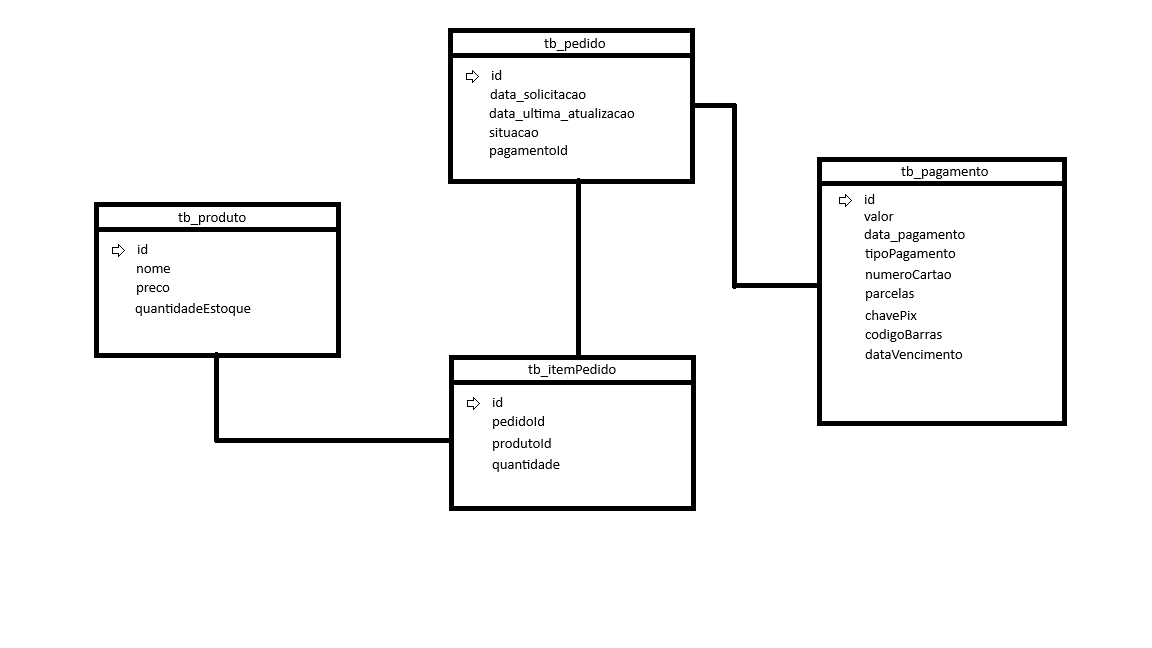 tb_pedido
id
data_solicitacao
data_ultima_atualizacao
situacao
pagamentoId
tb_pagamento
id
valor
data_pagamento
tipoPagamento
numeroCartao
parcelas
chavePix
codigoBarras
dataVencimento
tb_produto
id
nome
preco
quantidadeEstoque
tb_itemPedido
id
pedidoId
produtoId
quantidade